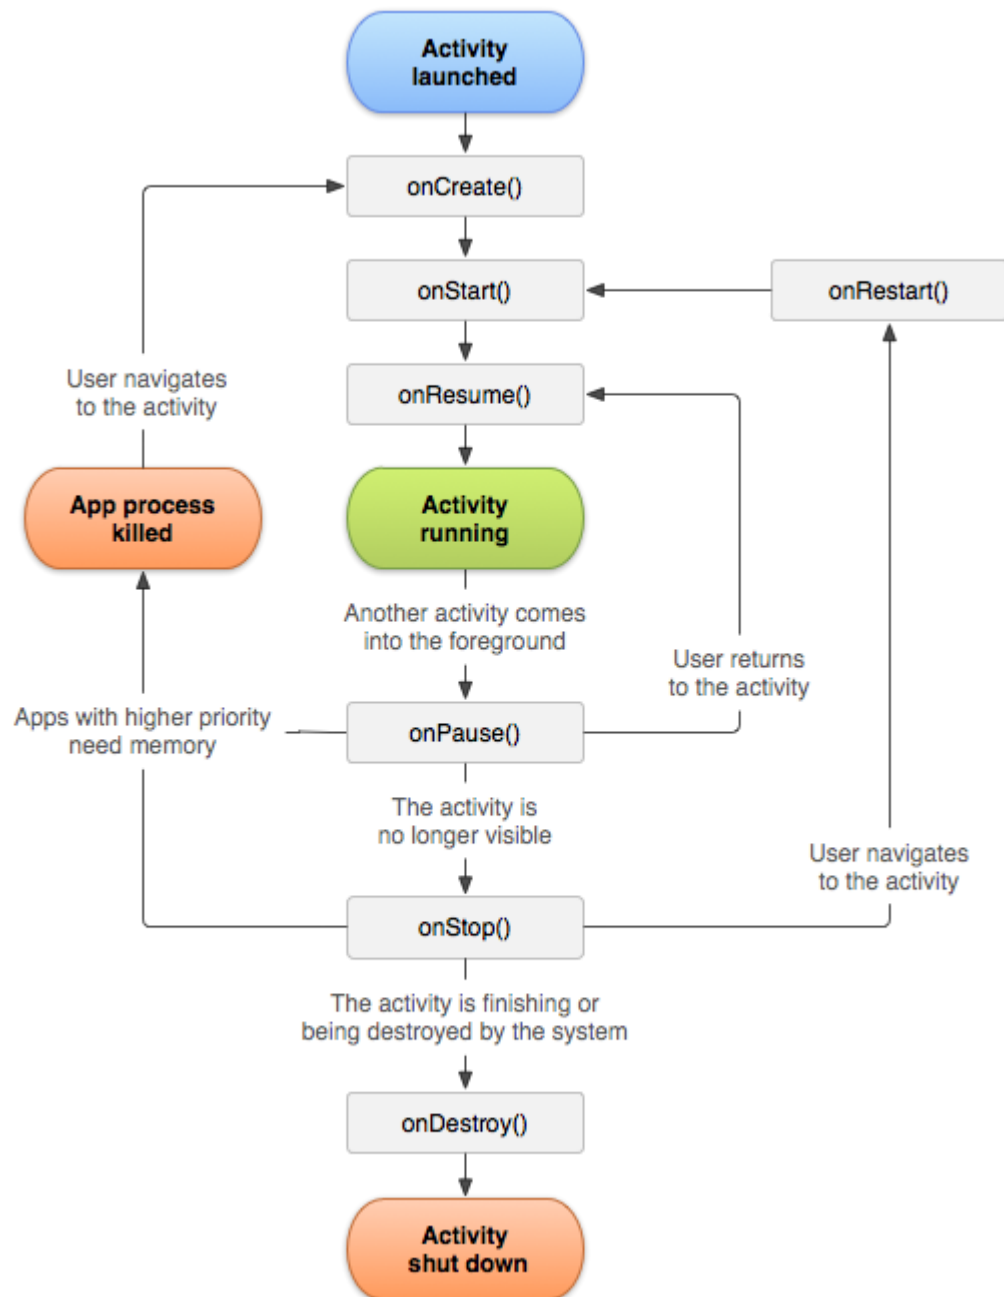 Activity
launched
onCreate()
onStart()
onRestart()
User navigates
to the activity
onResume()
App process
killed
Activity
running
Another activity comes
into the foreground
User returns
to the activity
Apps with higher priority
need memory
onPause()
The activity is
no longer visible
User navigates
to the activity
onStop()
The activity is finishing or
being destroyed by the system
onDestroy()
Activity
shut down